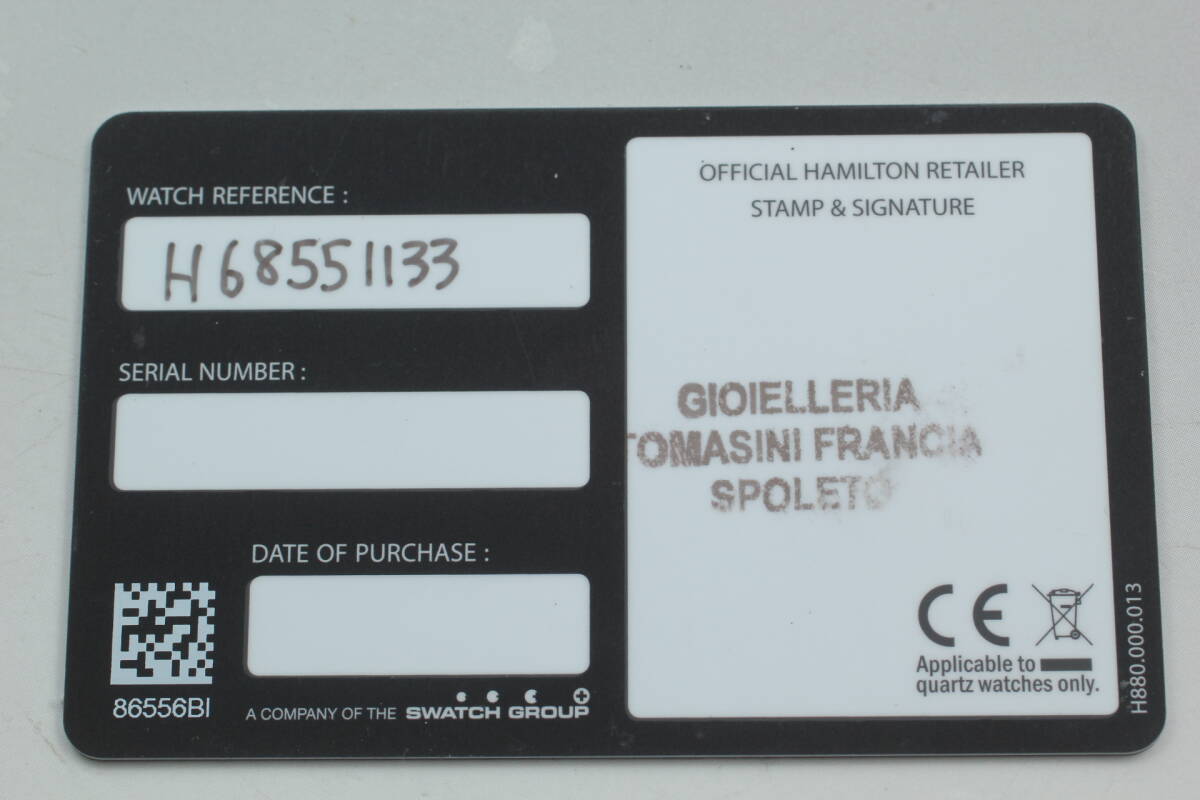 WATCH REFERENCE :
H68551133
SERIAL NUMBER :
DATE OF PURCHASE :
86556BI
A COMPANY OF THE SWATCH GROUP
OFFICIAL HAMILTON RETAILER
STAMP & SIGNATURE
GIOIELLERIA
TOMASINI FRANCIA
SPOLETO
CE
Applicable to
quartz watches only.
H880.000.013